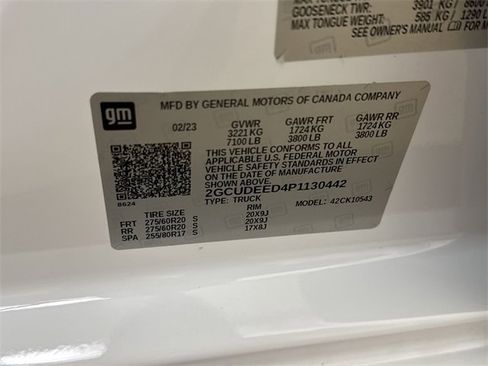 MAX TONGUE WEIGHT:
GOOSENECK TWR: 3901 KG / 8600
MAX TONGUE WEIGHT: 585 KG / 1290 L
SEE OWNER'S MANUAL
gm
MFD BY GENERAL MOTORS OF CANADA COMPANY
02/23 GVWR GAWR FRT GAWR RR
3221 KG 1724 KG 1724 KG
7100 LB 3800 LB 3800 LB
THIS VEHICLE CONFORMS TO ALL
APPLICABLE U.S. FEDERAL MOTOR
VEHICLE SAFETY STANDARDS IN EFFECT
ON THE DATE OF MANUFACTURE
SHOWN ABOVE.
2GCUDEED4P1130442
B624 TYPE: TRUCK MODEL: 42CK10543
TIRE SIZE RIM
FRT 275/60R20 S 20X9J
RR 275/60R20 S 20X9J
SPA 255/80R17 S 17X8J